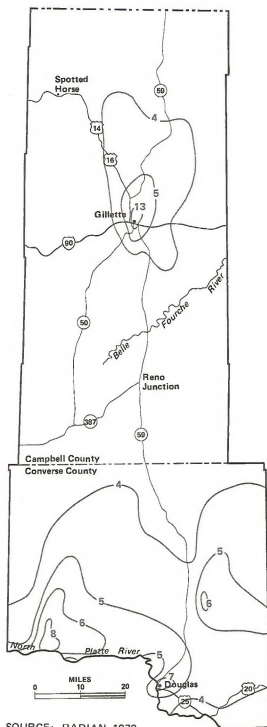 59
Spotted
Horse
4
14
16
5
13
Gillette
90
50
Belle Fourche River
Reno
Junction
387
59
Campbell County
Converse County
4
5
5
6
6
8
North Platte River
5
7
Douglas
MILES
0 10 20
4
25
20
SOURCE: RADIAN 1979